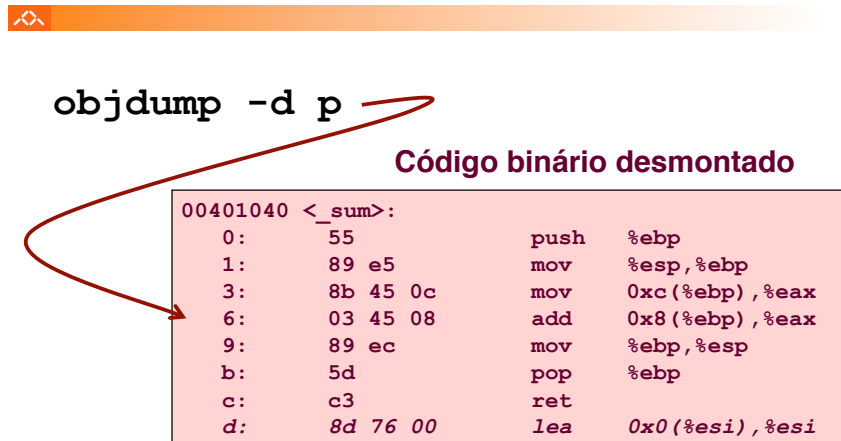 objdump -d p
Código binário desmontado
00401040 <_sum>:
0: 55 push %ebp
1: 89 e5 mov %esp,%ebp
3: 8b 45 0c mov 0xc(%ebp),%eax
6: 03 45 08 add 0x8(%ebp),%eax
9: 89 ec mov %ebp,%esp
b: 5d pop %ebp
c: c3 ret
d: 8d 76 00 lea 0x0(%esi),%esi